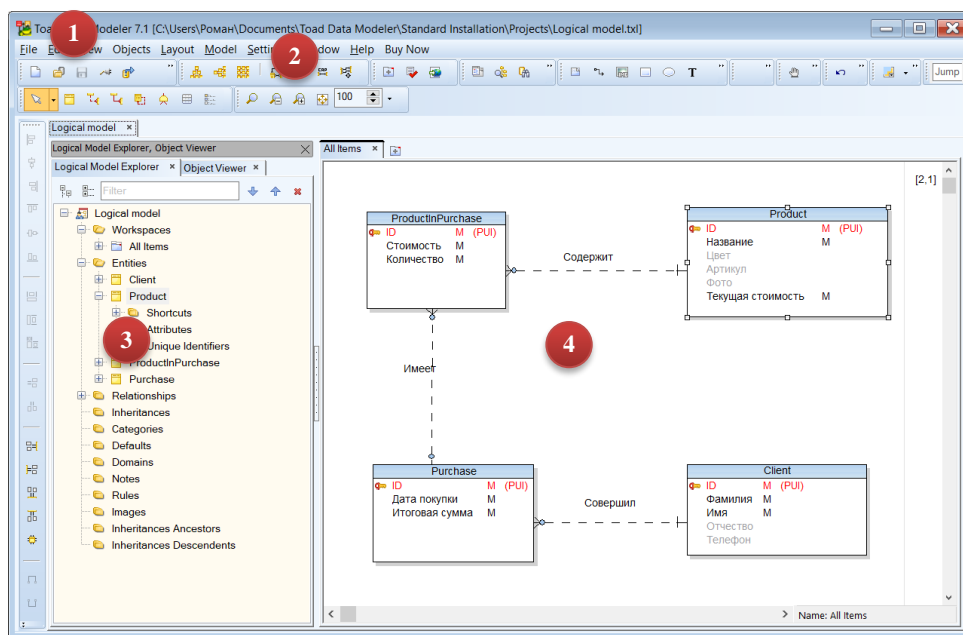 Toad Data Modeler 7.1 [C:\Users\Роман\Documents\Toad Data Modeler\Standard Installation\Projects\Logical model.txl]
1
File Objects Layout Model Help Buy Now
2
Jump
100
Logical model
Logical Model Explorer, Object Viewer
All Items
Logical Model Explorer Object Viewer
Filter
[2,1]
Logical model
Workspaces
All Items
Entities
Client
Product
Shortcuts
Attributes
Unique Identifiers
3
ProductInPurchase
Purchase
Relationships
Inheritances
Categories
Defaults
Domains
Notes
Rules
Images
Inheritances Ancestors
Inheritances Descendents
ProductInPurchase
ID M (PUI)
Стоимость M
Количество M
Содержит
Product
ID M (PUI)
Название M
Цвет
Артикул
Фото
Текущая стоимость M
4
Имеет
Purchase
ID M (PUI)
Дата покупки M
Итоговая сумма M
Совершил
Client
ID M (PUI)
Фамилия M
Имя M
Отчество
Телефон
Name: All Items